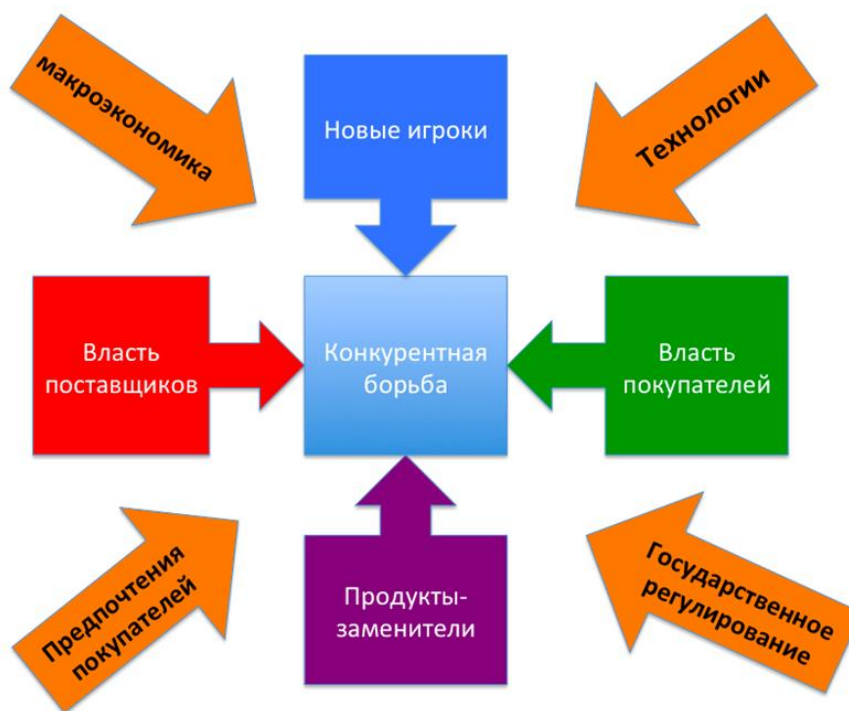 макроэкономика
Новые игроки
Технологии
Власть
поставщиков
Конкурентная
борьба
Власть
покупателей
Предпочтения
покупателей
Продукты-
заменители
Государственное
регулирование